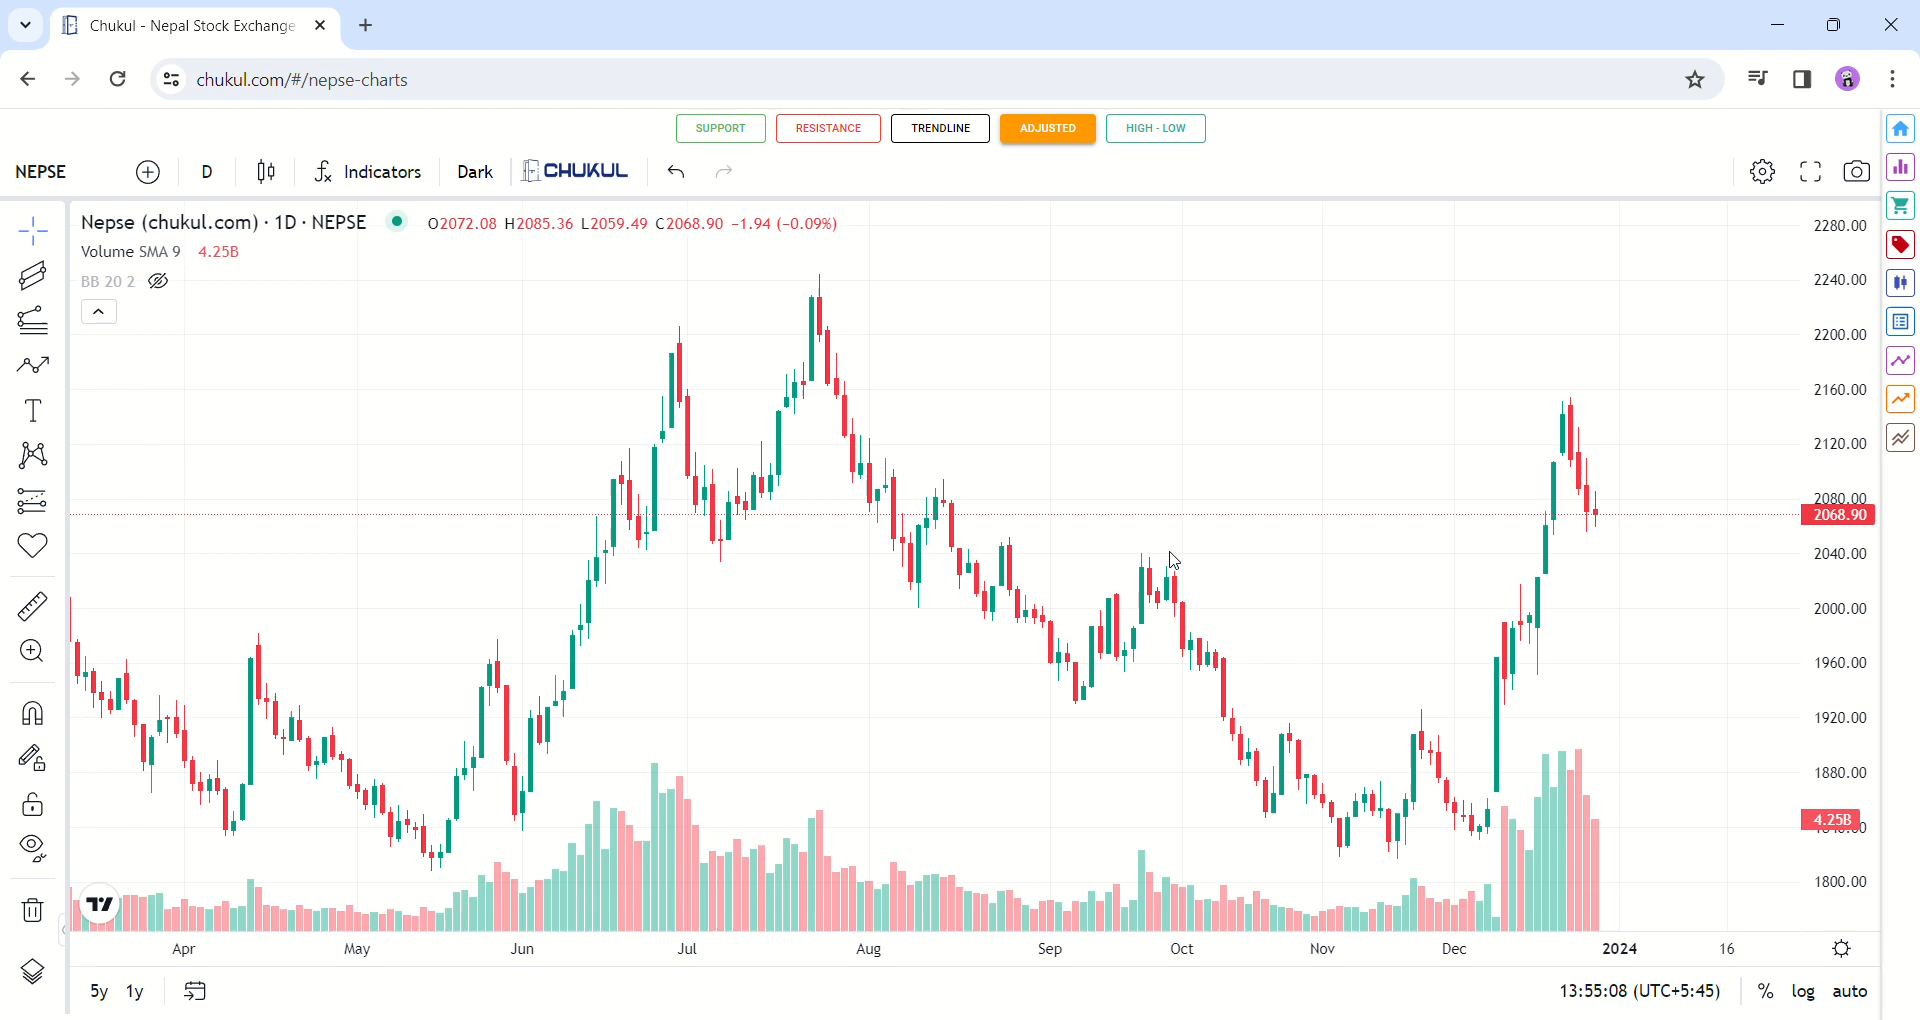 Chukul - Nepal Stock Exchange
chukul.com/#/nepse-charts
SUPPORT
RESISTANCE
TRENDLINE
ADJUSTED
HIGH - LOW
NEPSE
D
Indicators
Dark
CHUKUL
Nepse (chukul.com) · 1D · NEPSE
O2072.08 H2085.36 L2059.49 C2068.90 −1.94 (−0.09%)
Volume SMA 9 4.25B
BB 20 2
2280.00
2240.00
2200.00
2160.00
2120.00
2080.00
2068.90
2040.00
2000.00
1960.00
1920.00
1880.00
4.25B
1800.00
Apr May Jun Jul Aug Sep Oct Nov Dec 2024 16
5y 1y
13:55:08 (UTC+5:45)
% log auto